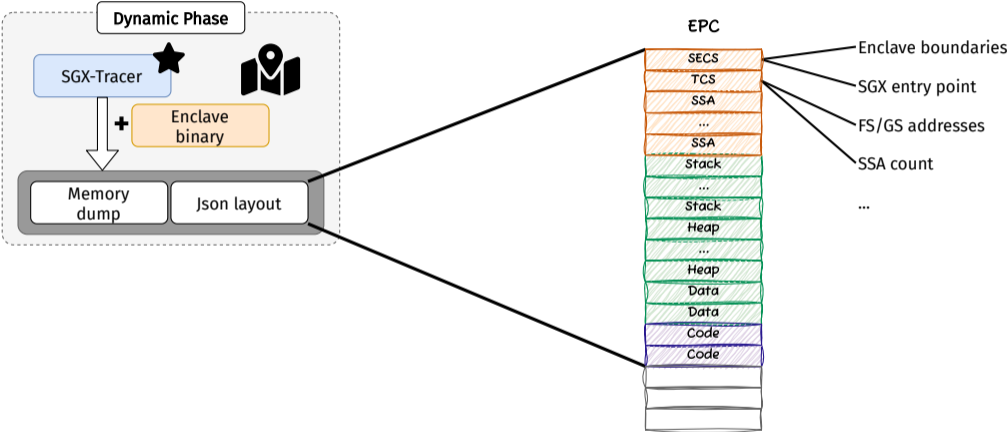 Dynamic Phase
SGX-Tracer
+
Enclave
binary
Memory
dump
Json layout
EPC
SECS
TCS
SSA
...
SSA
Stack
...
Stack
Heap
...
Heap
Data
Data
Code
Code
Enclave boundaries
SGX entry point
FS/GS addresses
SSA count
...